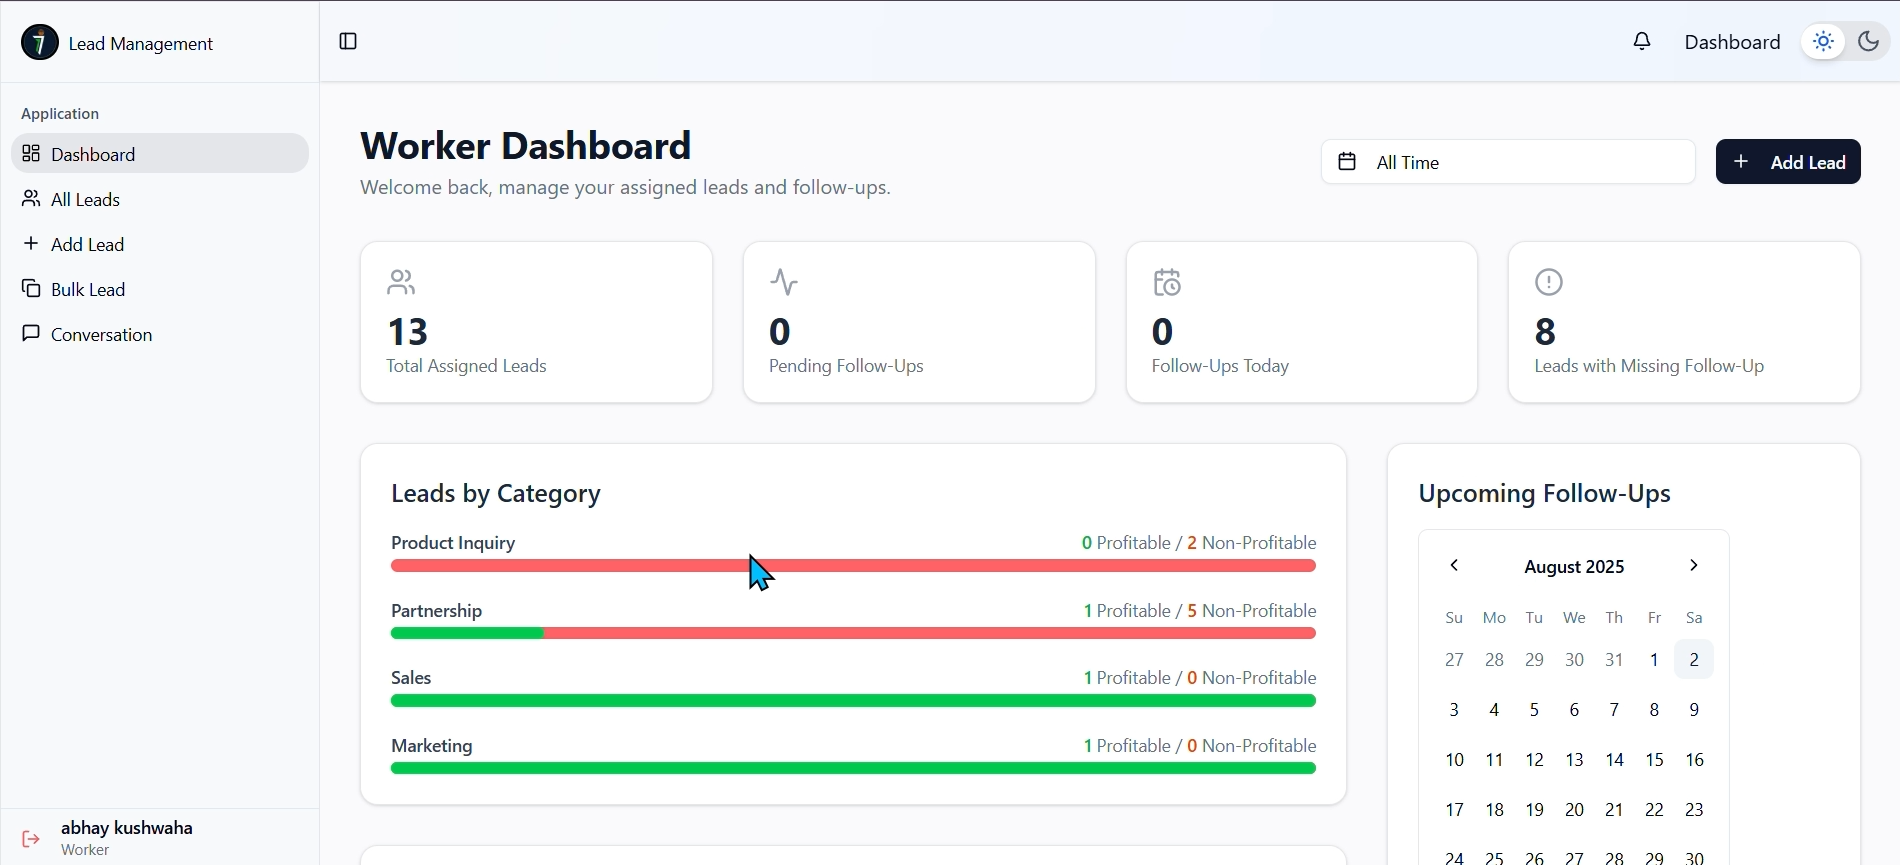 Lead Management
Dashboard
Application
Dashboard
All Leads
Add Lead
Bulk Lead
Conversation
abhay kushwaha
Worker
Worker Dashboard
Welcome back, manage your assigned leads and follow-ups.
All Time
Add Lead
13
Total Assigned Leads
0
Pending Follow-Ups
0
Follow-Ups Today
8
Leads with Missing Follow-Up
Leads by Category
Product Inquiry 0 Profitable / 2 Non-Profitable
Partnership 1 Profitable / 5 Non-Profitable
Sales 1 Profitable / 0 Non-Profitable
Marketing 1 Profitable / 0 Non-Profitable
Upcoming Follow-Ups
August 2025
Su Mo Tu We Th Fr Sa
27 28 29 30 31 1 2
3 4 5 6 7 8 9
10 11 12 13 14 15 16
17 18 19 20 21 22 23
24 25 26 27 28 29 30